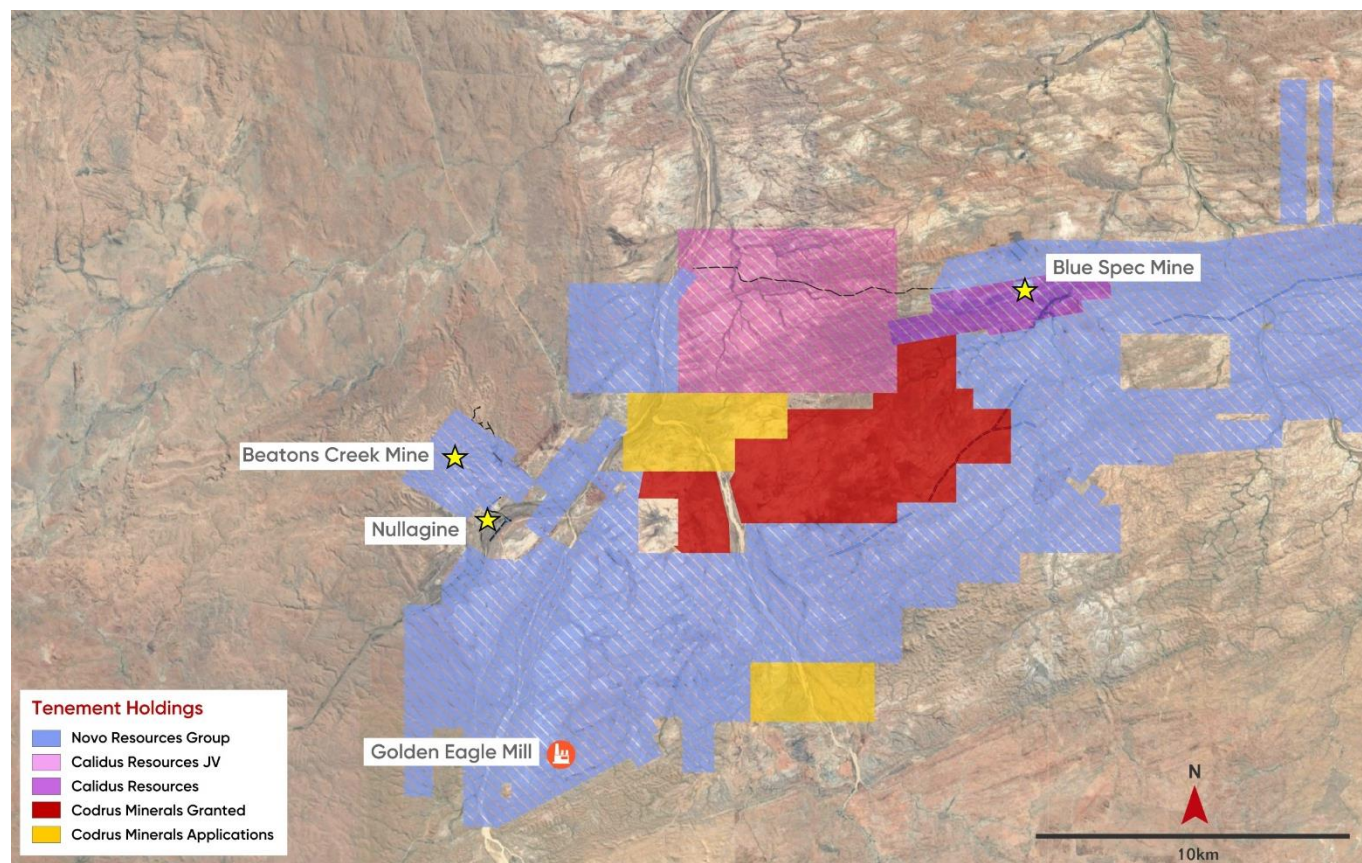 Blue Spec Mine
Beatons Creek Mine
Nullagine
Golden Eagle Mill
Tenement Holdings
Novo Resources Group
Calidus Resources JV
Calidus Resources
Codrus Minerals Granted
Codrus Minerals Applications
N
10km